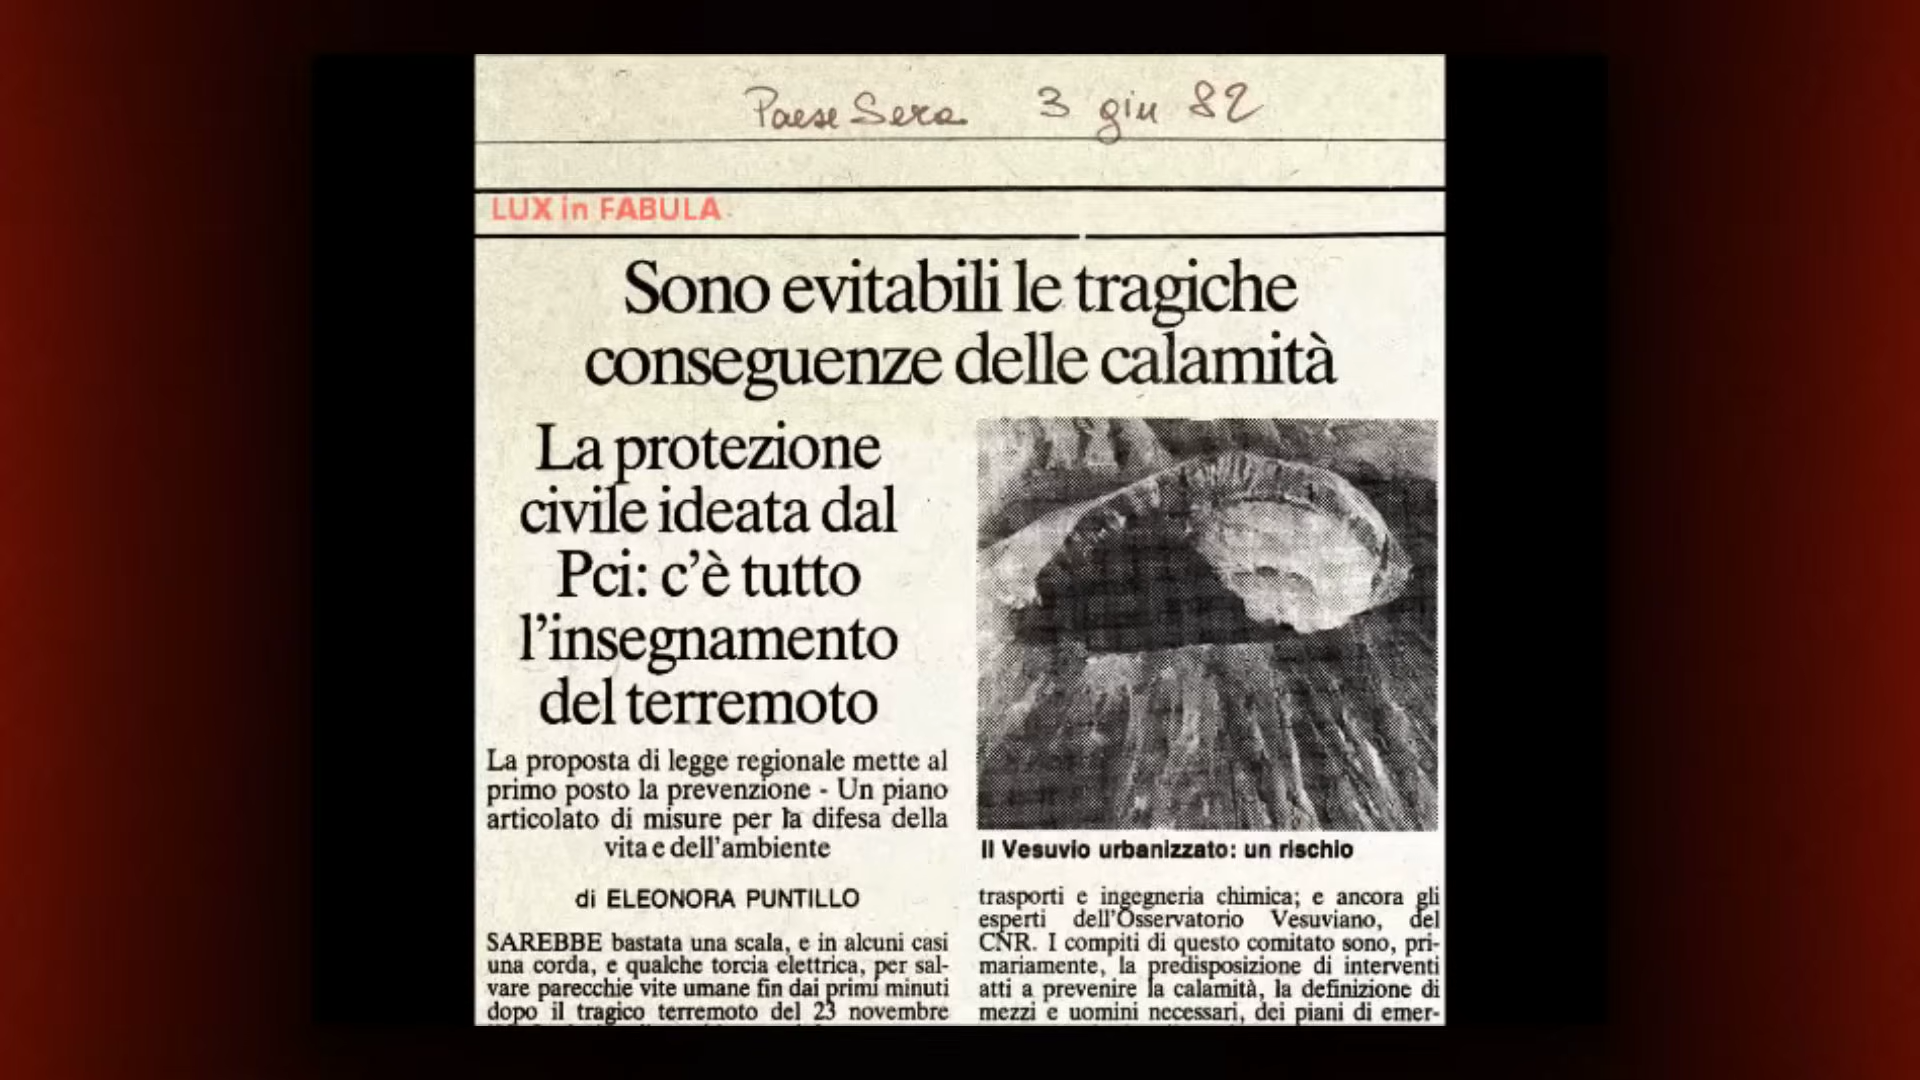 Paese Sera 3 giu 82
LUX in FABULA
Sono evitabili le tragiche
conseguenze delle calamità
La protezione
civile ideata dal
Pci: c'è tutto
l'insegnamento
del terremoto
La proposta di legge regionale mette al
primo posto la prevenzione - Un piano
articolato di misure per la difesa della
vita e dell'ambiente
di ELEONORA PUNTILLO
SAREBBE bastata una scala, e in alcuni casi
una corda, e qualche torcia elettrica, per sal-
vare parecchie vite umane fin dai primi minuti
dopo il tragico terremoto del 23 novembre
Il Vesuvio urbanizzato: un rischio
trasporti e ingegneria chimica; e ancora gli
esperti dell'Osservatorio Vesuviano, del
CNR. I compiti di questo comitato sono, pri-
mariamente, la predisposizione di interventi
atti a prevenire la calamità, la definizione di
mezzi e uomini necessari, dei piani di emer-